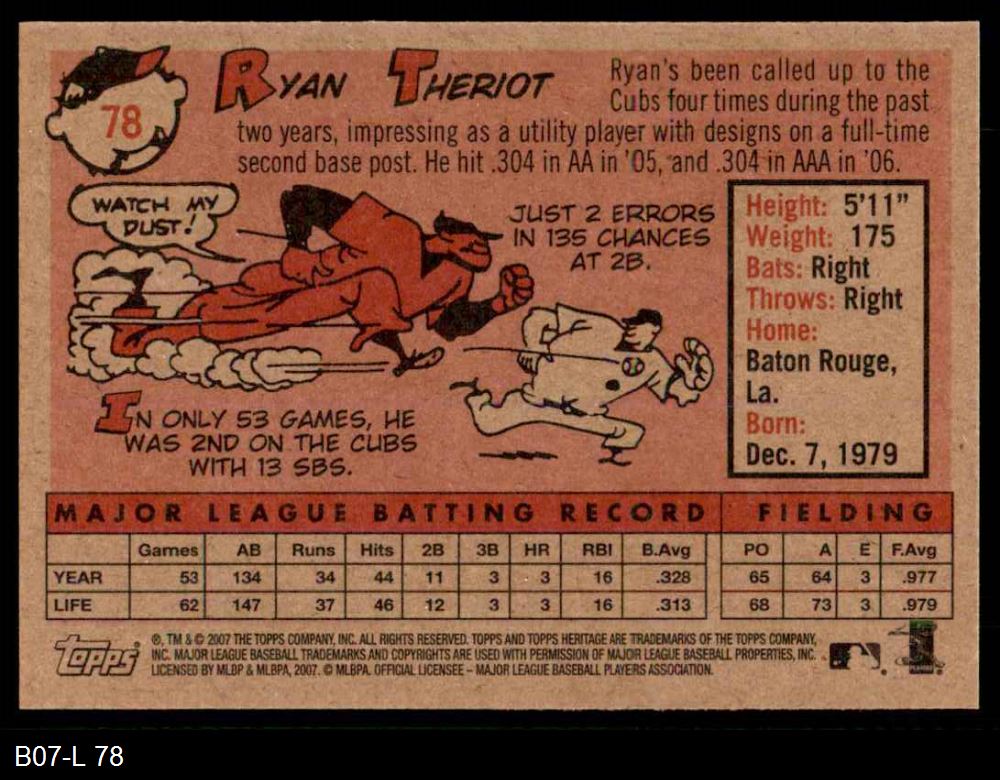 78
RYAN THERIOT
Ryan's been called up to the
Cubs four times during the past
two years, impressing as a utility player with designs on a full-time
second base post. He hit .304 in AA in '05, and .304 in AAA in '06.
WATCH MY
DUST!
JUST 2 ERRORS
IN 135 CHANCES
AT 2B.
IN ONLY 53 GAMES, HE
WAS 2ND ON THE CUBS
WITH 13 SBS.
Height: 5'11"
Weight: 175
Bats: Right
Throws: Right
Home:
Baton Rouge,
La.
Born:
Dec. 7, 1979
MAJOR LEAGUE BATTING RECORD FIELDING
Games AB Runs Hits 2B 3B HR RBI B.Avg PO A E F.Avg
YEAR 53 134 34 44 11 3 3 16 .328 65 64 3 .977
LIFE 62 147 37 46 12 3 3 16 .313 68 73 3 .979
Topps
®, TM & © 2007 THE TOPPS COMPANY, INC. ALL RIGHTS RESERVED. TOPPS AND TOPPS HERITAGE ARE TRADEMARKS OF THE TOPPS COMPANY,
INC. MAJOR LEAGUE BASEBALL TRADEMARKS AND COPYRIGHTS ARE USED WITH PERMISSION OF MAJOR LEAGUE BASEBALL PROPERTIES, INC.
LICENSED BY MLBP & MLBPA, 2007. © MLBPA. OFFICIAL LICENSEE – MAJOR LEAGUE BASEBALL PLAYERS ASSOCIATION.
B07-L 78